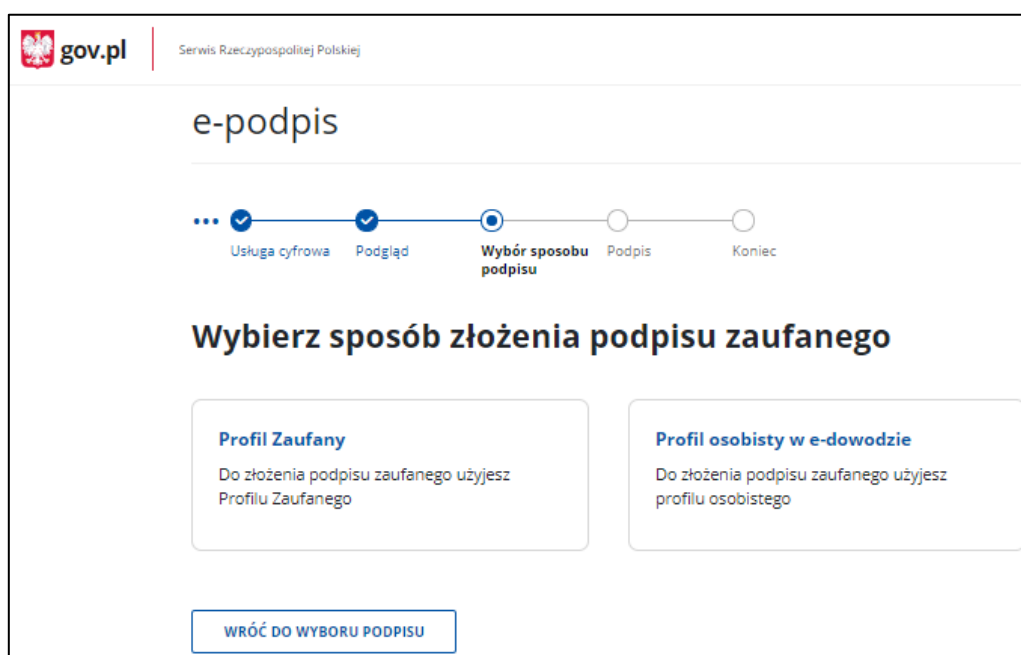 gov.pl
Serwis Rzeczypospolitej Polskiej
e-podpis
Usługa cyfrowa
Podgląd
Wybór sposobu
podpisu
Podpis
Koniec
Wybierz sposób złożenia podpisu zaufanego
Profil Zaufany
Do złożenia podpisu zaufanego użyjesz
Profilu Zaufanego
Profil osobisty w e-dowodzie
Do złożenia podpisu zaufanego użyjesz
profilu osobistego
WRÓĆ DO WYBORU PODPISU